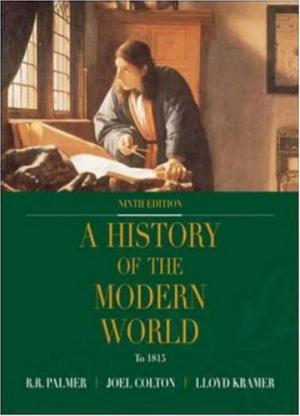 NINTH EDITION
A HISTORY
OF THE
MODERN
WORLD
To 1815
R.R. PALMER | JOEL COLTON | LLOYD KRAMER